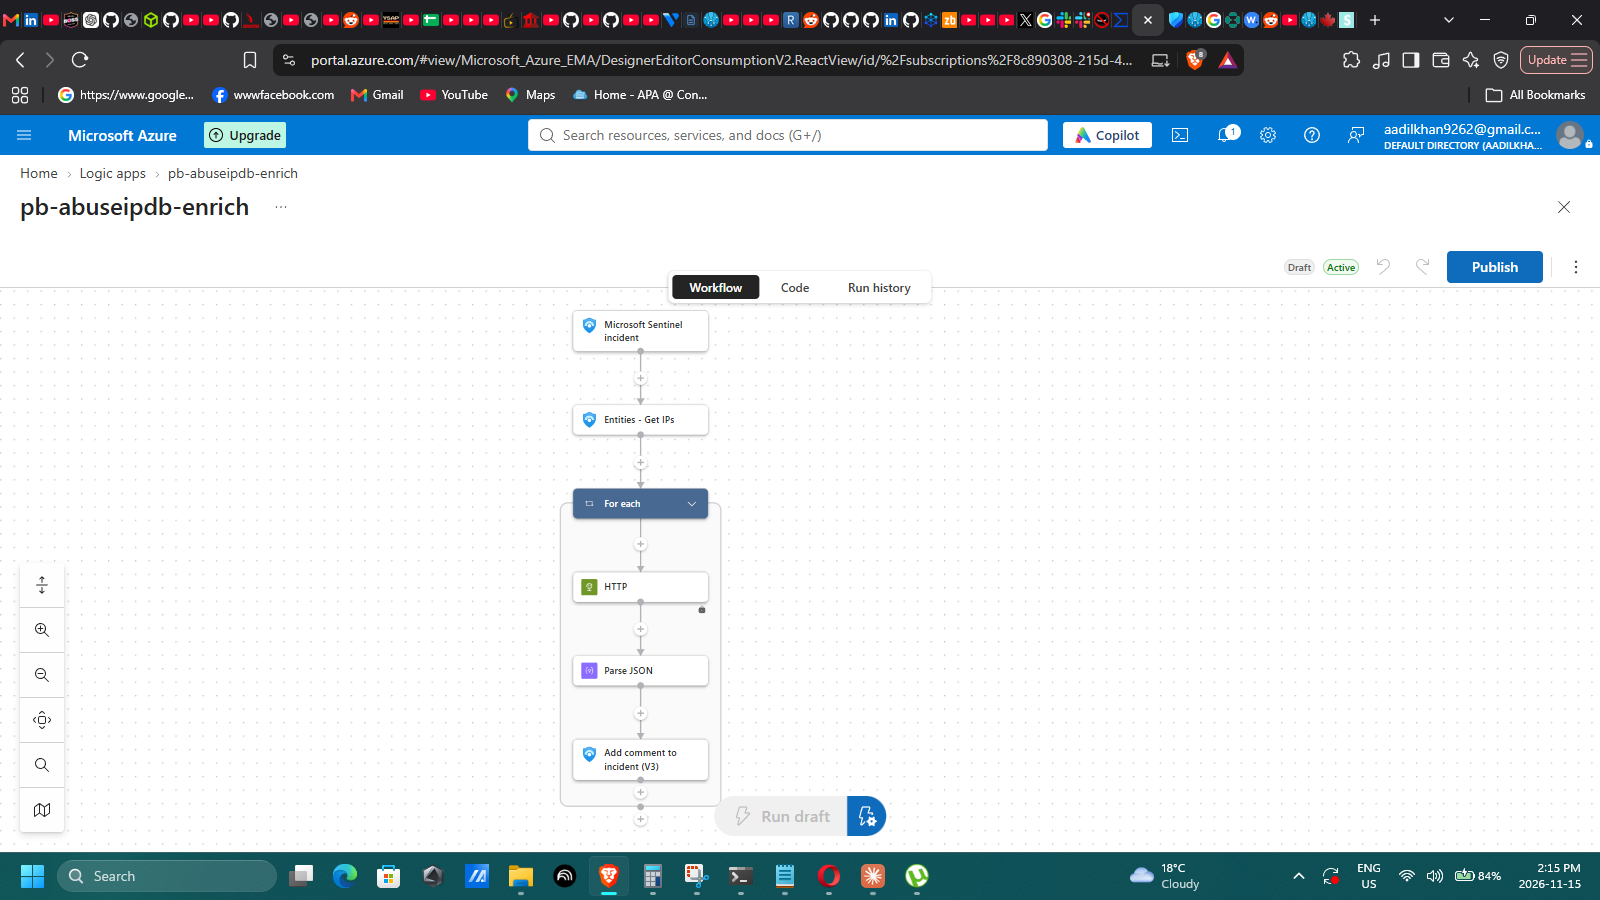 portal.azure.com/#view/Microsoft_Azure_EMA/DesignerEditorConsumptionV2.ReactView/id/%2Fsubscriptions%2F8c890308-215d-4...
8
Update
https://www.google...
wwwfacebook.com
Gmail
YouTube
Maps
Home - APA @ Con...
All Bookmarks
Microsoft Azure
Upgrade
Search resources, services, and docs (G+/)
Copilot
1
aadilkhan9262@gmail.c...
DEFAULT DIRECTORY (AADILKHA...
Home › Logic apps › pb-abuseipdb-enrich
pb-abuseipdb-enrich ...
Draft
Active
Publish
Workflow
Code
Run history
Microsoft Sentinel
incident
Entities - Get IPs
For each
HTTP
Parse JSON
Add comment to
incident (V3)
Run draft
Search
18°C
Cloudy
ENG
US
84%
2:15 PM
2026-11-15